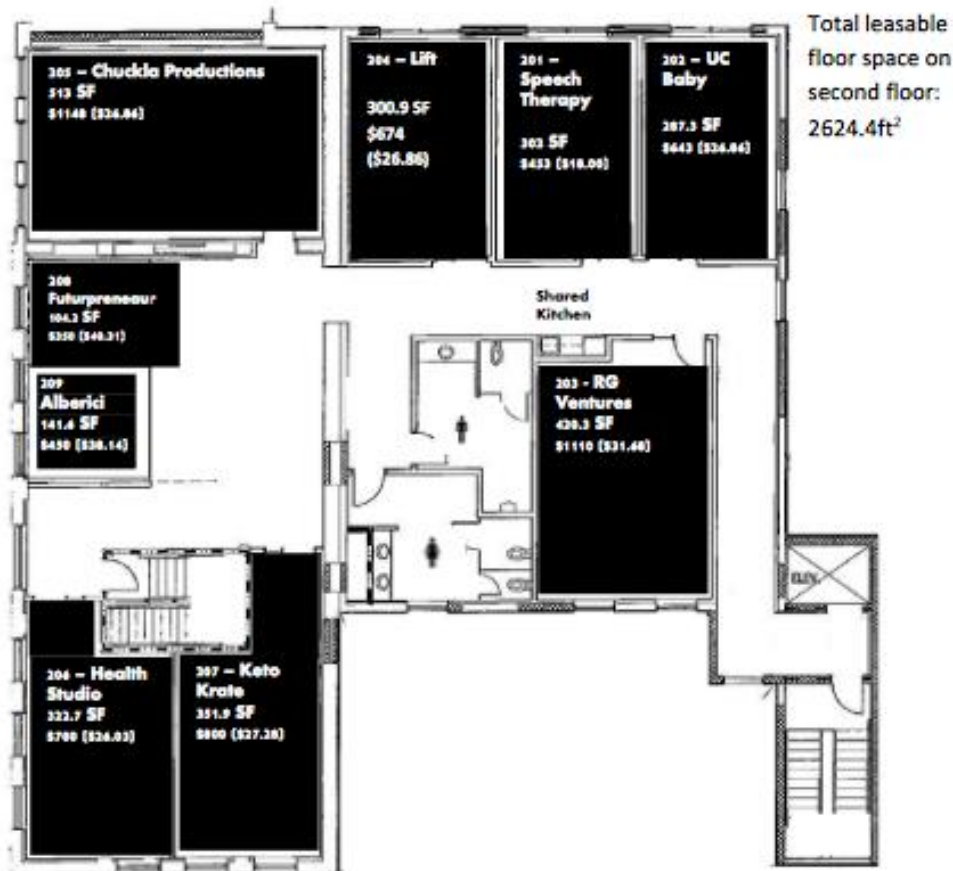 Total leasable
floor space on
second floor:
2624.4ft²
205 – Chuckla Productions
513 SF
$1148 [$26.86]
204 – Lift
300.9 SF
$674
($26.86)
201 –
Speech
Therapy
302 SF
$453 [$18.00]
202 – UC
Baby
287.3 SF
$643 [$26.86]
208
Futurpreneaur
104.2 SF
$350 [$40.31]
Shared
Kitchen
209
Alberici
141.6 SF
$450 [$38.14]
203 - RG
Ventures
420.3 SF
$1110 [$31.68]
ELEV.
206 – Health
Studio
322.7 SF
$700 [$26.03]
207 – Keto
Krate
351.9 SF
$800 [$27.28]